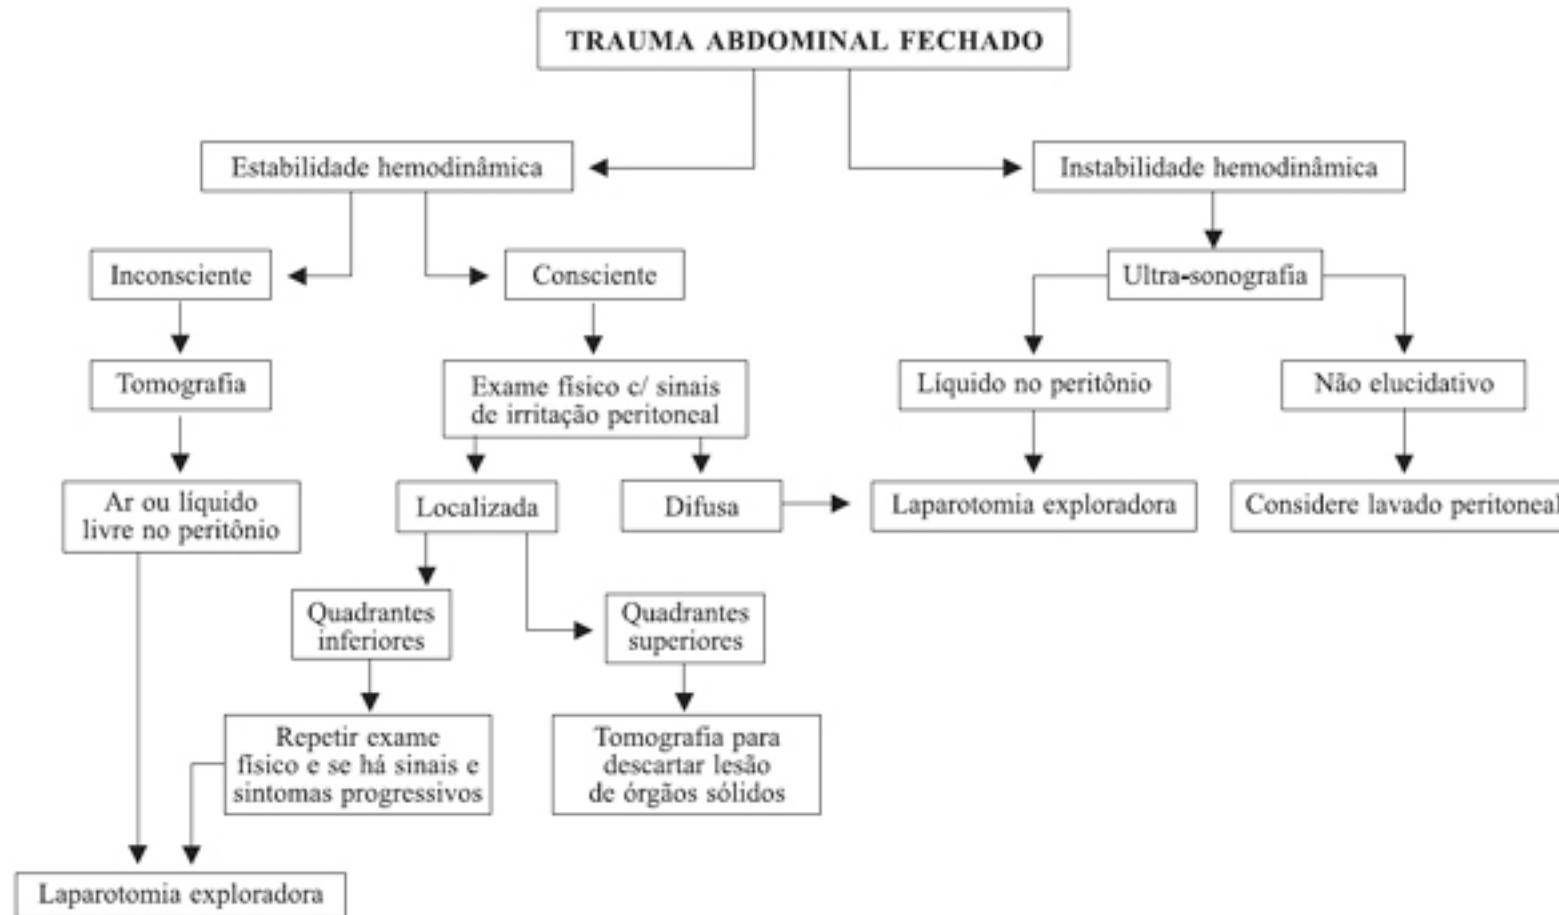 TRAUMA ABDOMINAL FECHADO
Estabilidade hemodinâmica
Instabilidade hemodinâmica
Inconsciente
Consciente
Ultra-sonografia
Tomografia
Exame físico c/ sinais
de irritação peritoneal
Líquido no peritônio
Não elucidativo
Ar ou líquido
livre no peritônio
Localizada
Difusa
Laparotomia exploradora
Considere lavado peritoneal
Quadrantes
inferiores
Quadrantes
superiores
Repetir exame
físico e se há sinais e
sintomas progressivos
Tomografia para
descartar lesão
de órgãos sólidos
Laparotomia exploradora